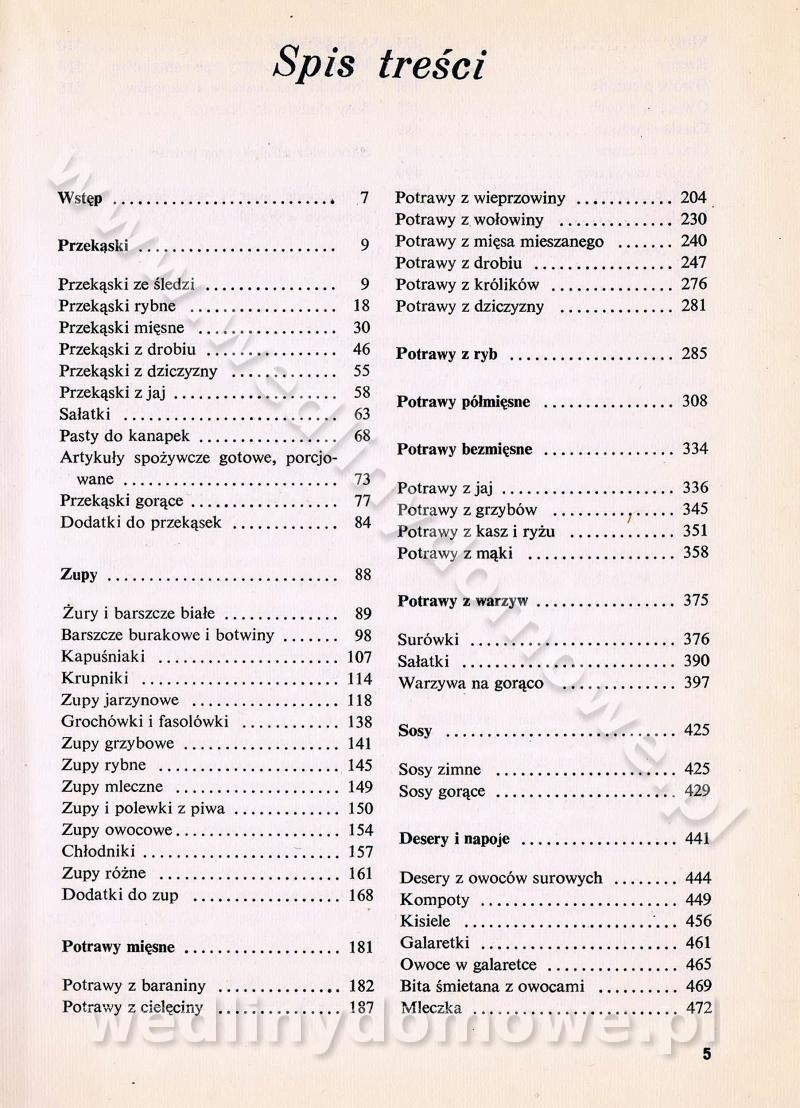 Spis treści
Wstęp ........................... 7
Przekąski ........................ 9
Przekąski ze śledzi ................ 9
Przekąski rybne .................. 18
Przekąski mięsne ................. 30
Przekąski z drobiu ................ 46
Przekąski z dziczyzny ............. 55
Przekąski z jaj .................... 58
Sałatki .......................... 63
Pasty do kanapek ................. 68
Artykuły spożywcze gotowe, porcjo-
wane .......................... 73
Przekąski gorące .................. 77
Dodatki do przekąsek ............. 84
Zupy ............................ 88
Żury i barszcze białe .............. 89
Barszcze burakowe i botwiny ....... 98
Kapuśniaki ...................... 107
Krupniki ........................ 114
Zupy jarzynowe .................. 118
Grochówki i fasolówki ............ 138
Zupy grzybowe ................... 141
Zupy rybne ...................... 145
Zupy mleczne .................... 149
Zupy i polewki z piwa ............. 150
Zupy owocowe .................... 154
Chłodniki ........................ 157
Zupy różne ...................... 161
Dodatki do zup .................. 168
Potrawy mięsne ................... 181
Potrawy z baraniny ............... 182
Potrawy z cielęciny ............... 187
Potrawy z wieprzowiny ............ 204
Potrawy z wołowiny .............. 230
Potrawy z mięsa mieszanego ....... 240
Potrawy z drobiu ................. 247
Potrawy z królików ............... 276
Potrawy z dziczyzny .............. 281
Potrawy z ryb .................... 285
Potrawy półmięsne ................ 308
Potrawy bezmięsne ................ 334
Potrawy z jaj ..................... 336
Potrawy z grzybów ............... 345
Potrawy z kasz i ryżu ............. 351
Potrawy z mąki .................. 358
Potrawy z warzyw ................. 375
Surówki ......................... 376
Sałatki .......................... 390
Warzywa na gorąco .............. 397
Sosy ............................ 425
Sosy zimne ...................... 425
Sosy gorące ...................... 429
Desery i napoje ................... 441
Desery z owoców surowych ........ 444
Kompoty ........................ 449
Kisiele .......................... 456
Galaretki ........................ 461
Owoce w galaretce ................ 465
Bita śmietana z owocami .......... 469
Mleczka ......................... 472
5
www.wedlinydomowe.pl
wedlinydomowe.pl